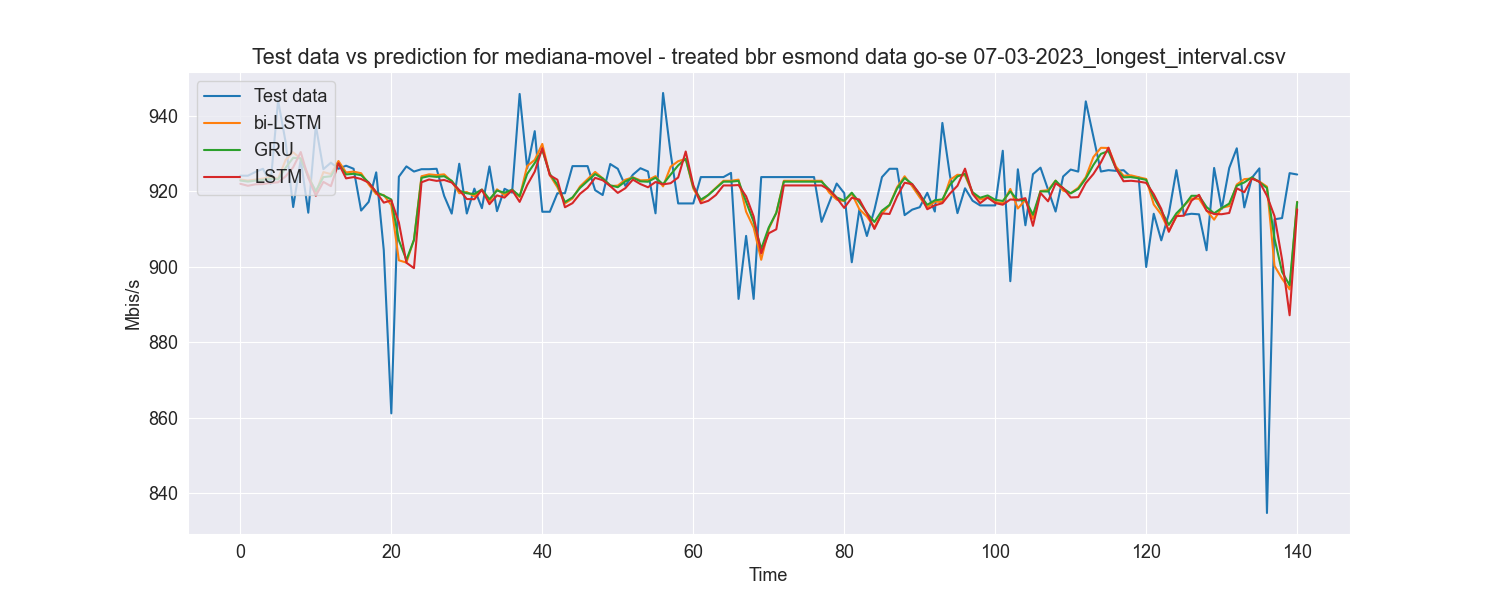 Test data vs prediction for mediana-movel - treated bbr esmond data go-se 07-03-2023_longest_interval.csv
Test data
bi-LSTM
GRU
LSTM
940
920
900
880
860
840
Mbis/s
0 20 40 60 80 100 120 140
Time